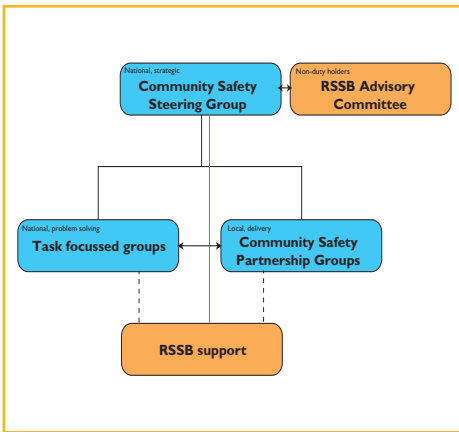 National, strategic
Community Safety
Steering Group
Non-duty holders
RSSB Advisory
Committee
National, problem solving
Task focussed groups
Local, delivery
Community Safety
Partnership Groups
RSSB support